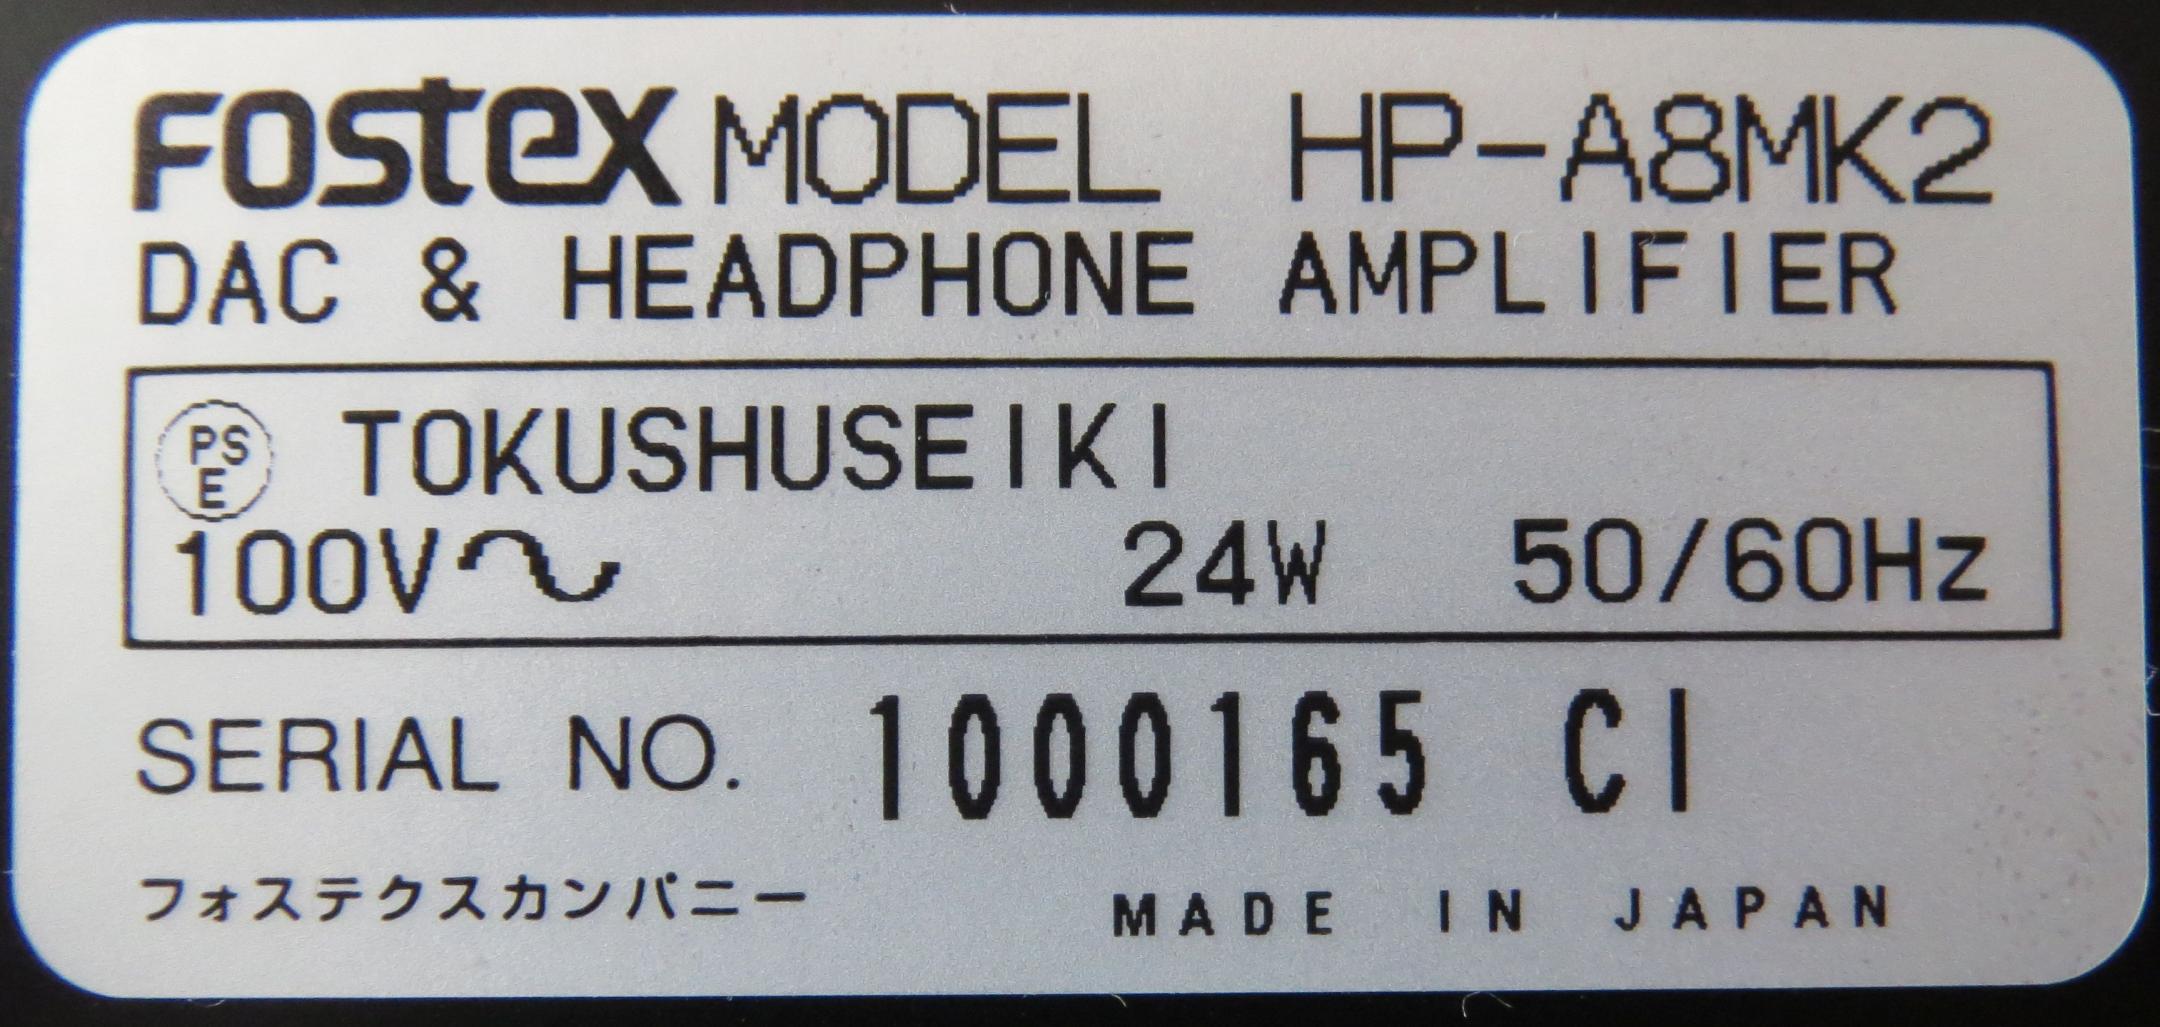 FOSTEX MODEL HP-A8MK2
DAC & HEADPHONE AMPLIFIER
PSE TOKUSHUSEIKI
100V～ 24W 50/60Hz
SERIAL NO. 1000165 CI
フォステクスカンパニー MADE IN JAPAN